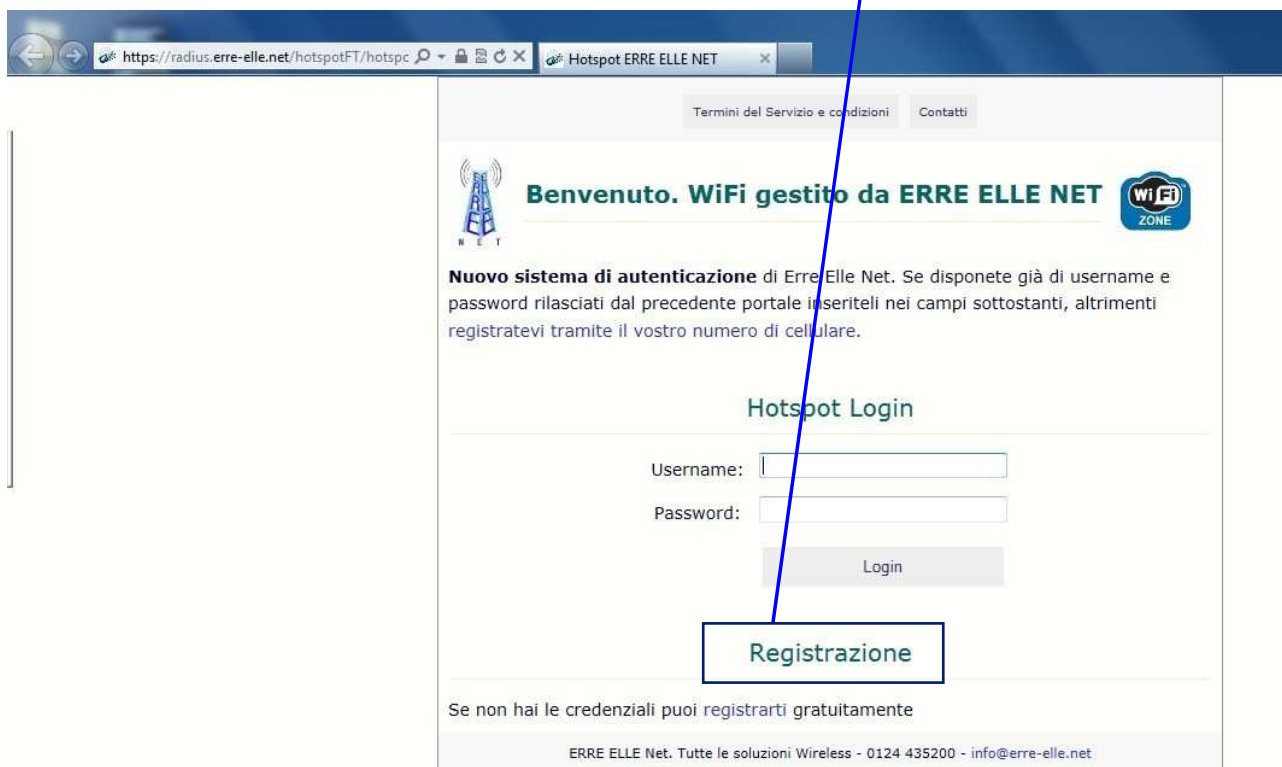 https://radius.erre-elle.net/hotspotFT/hotspc
Hotspot ERRE ELLE NET
Termini del Servizio e condizioni Contatti
Benvenuto. WiFi gestito da ERRE ELLE NET
WiFi
ZONE
N E T
Nuovo sistema di autenticazione di Erre Elle Net. Se disponete già di username e
password rilasciati dal precedente portale inseriteli nei campi sottostanti, altrimenti
registratevi tramite il vostro numero di cellulare.
Hotspot Login
Username:
Password:
Login
Registrazione
Se non hai le credenziali puoi registrarti gratuitamente
ERRE ELLE Net. Tutte le soluzioni Wireless - 0124 435200 - info@erre-elle.net